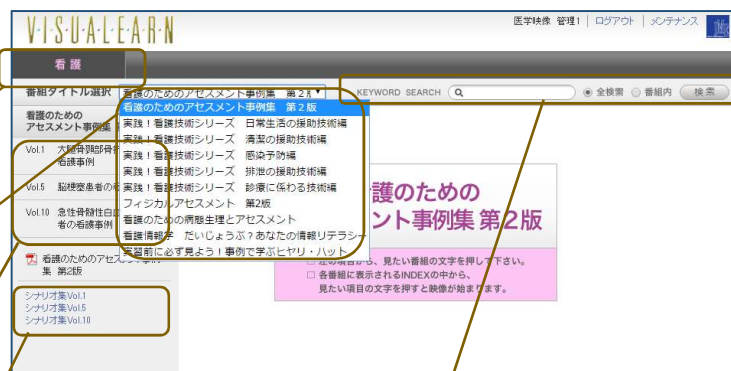 V·I·S·U·A·L·E·A·R·N
医学映像 管理1 | ログアウト | メンテナンス
看護
番組タイトル選択 看護のためのアセスメント事例集 第2版
KEYWORD SEARCH 全検索 番組内 検索
看護のためのアセスメント事例集 第2版
実践!看護技術シリーズ 日常生活の援助技術編
実践!看護技術シリーズ 清潔の援助技術編
実践!看護技術シリーズ 感染予防編
実践!看護技術シリーズ 排泄の援助技術編
実践!看護技術シリーズ 診療に係わる技術編
フィジカルアセスメント 第2版
看護のための病態生理とアセスメント
看護情報学 だいじょうぶ?あなたの情報リテラシー
実習前に必ず見よう!事例で学ぶヒヤリ・ハット
看護のための
アセスメント事例集
Vol.1 大腿骨頸部骨
看護事例
Vol.5 脳梗塞患者の
Vol.10 急性骨髄性白
者の看護事例
看護のためのアセス
集 第2版
シナリオ集Vol.1
シナリオ集Vol.5
シナリオ集Vol.10
護のための
ント事例集 第2版
から、見たい番組の文字を押して下さい。
□ 各番組に表示されるINDEXの中から、
見たい項目の文字を押すと映像が始まります。